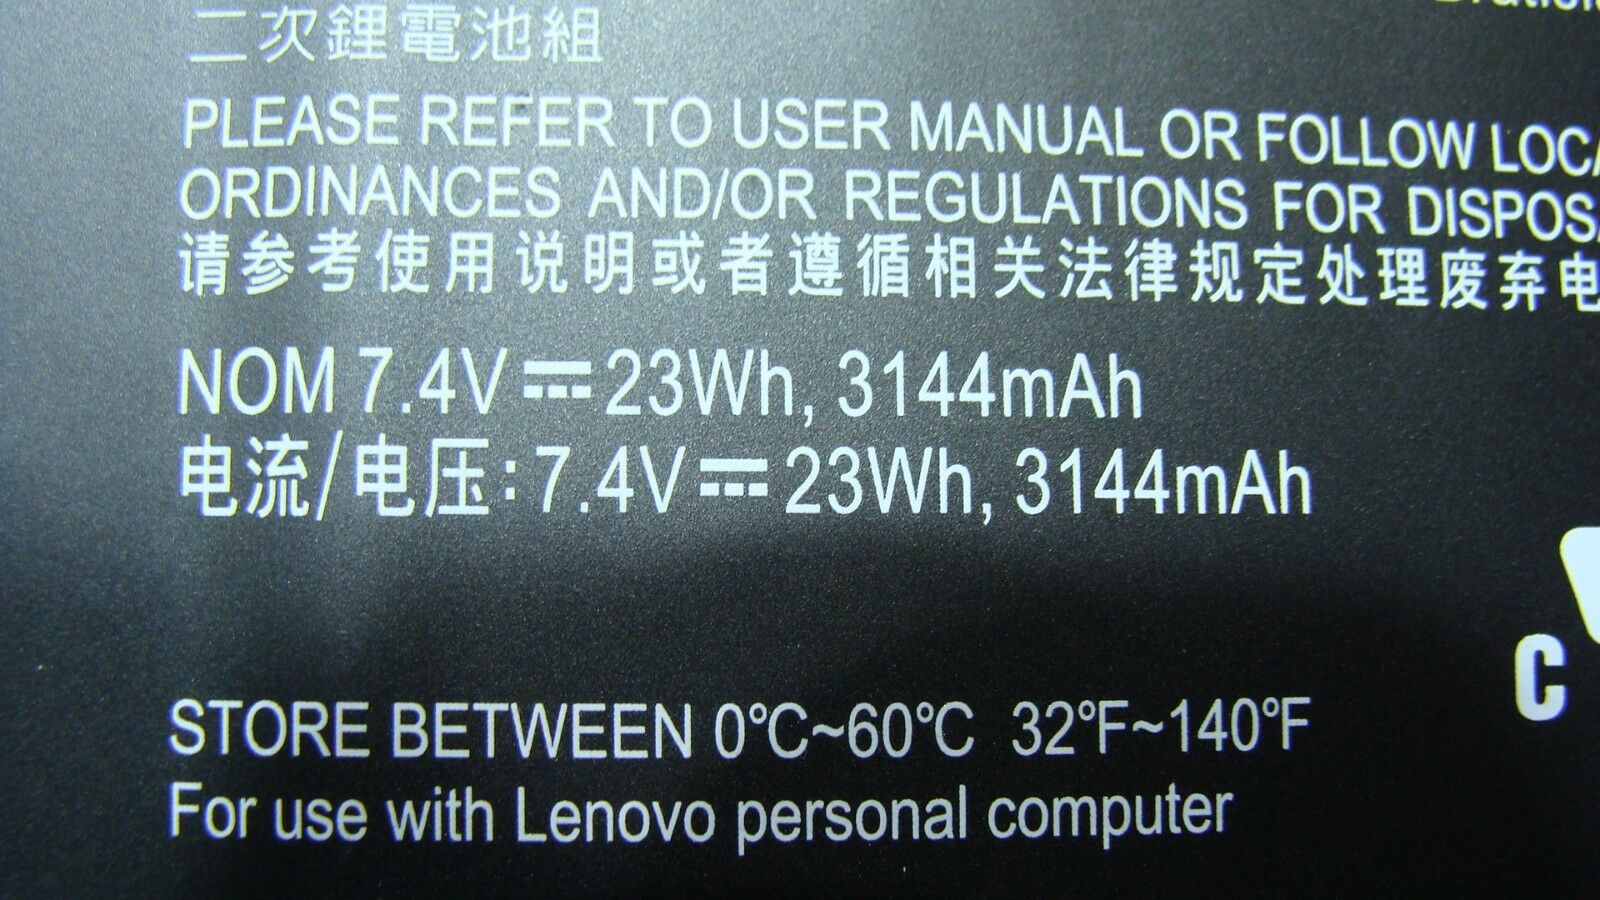 二次鋰電池組
PLEASE REFER TO USER MANUAL OR FOLLOW LOCA
ORDINANCES AND/OR REGULATIONS FOR DISPOSA
请参考使用说明或者遵循相关法律规定处理废弃电
NOM 7.4V⎓23Wh, 3144mAh
电流/电压:7.4V⎓23Wh, 3144mAh
C
STORE BETWEEN 0℃~60℃ 32℉~140℉
For use with Lenovo personal computer